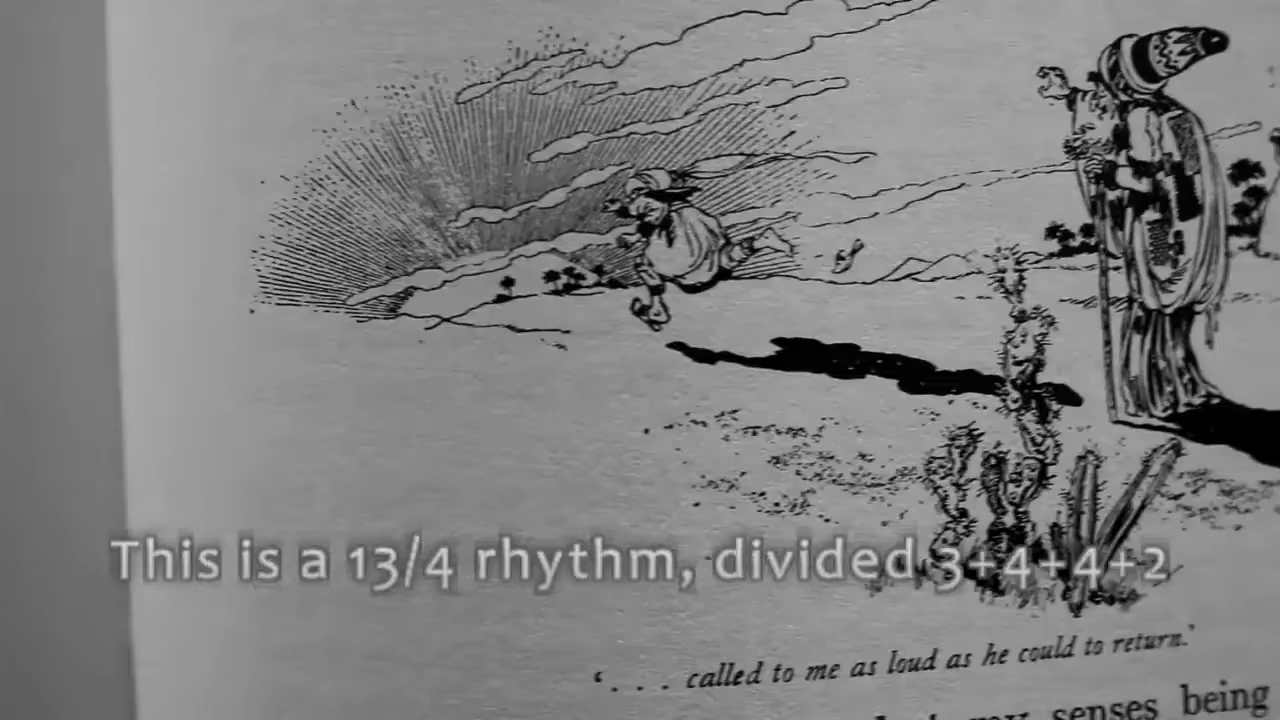 This is a 13/4 rhythm, divided 3+4+4+2
‘. . . called to me as loud as he could to return.’
my senses being